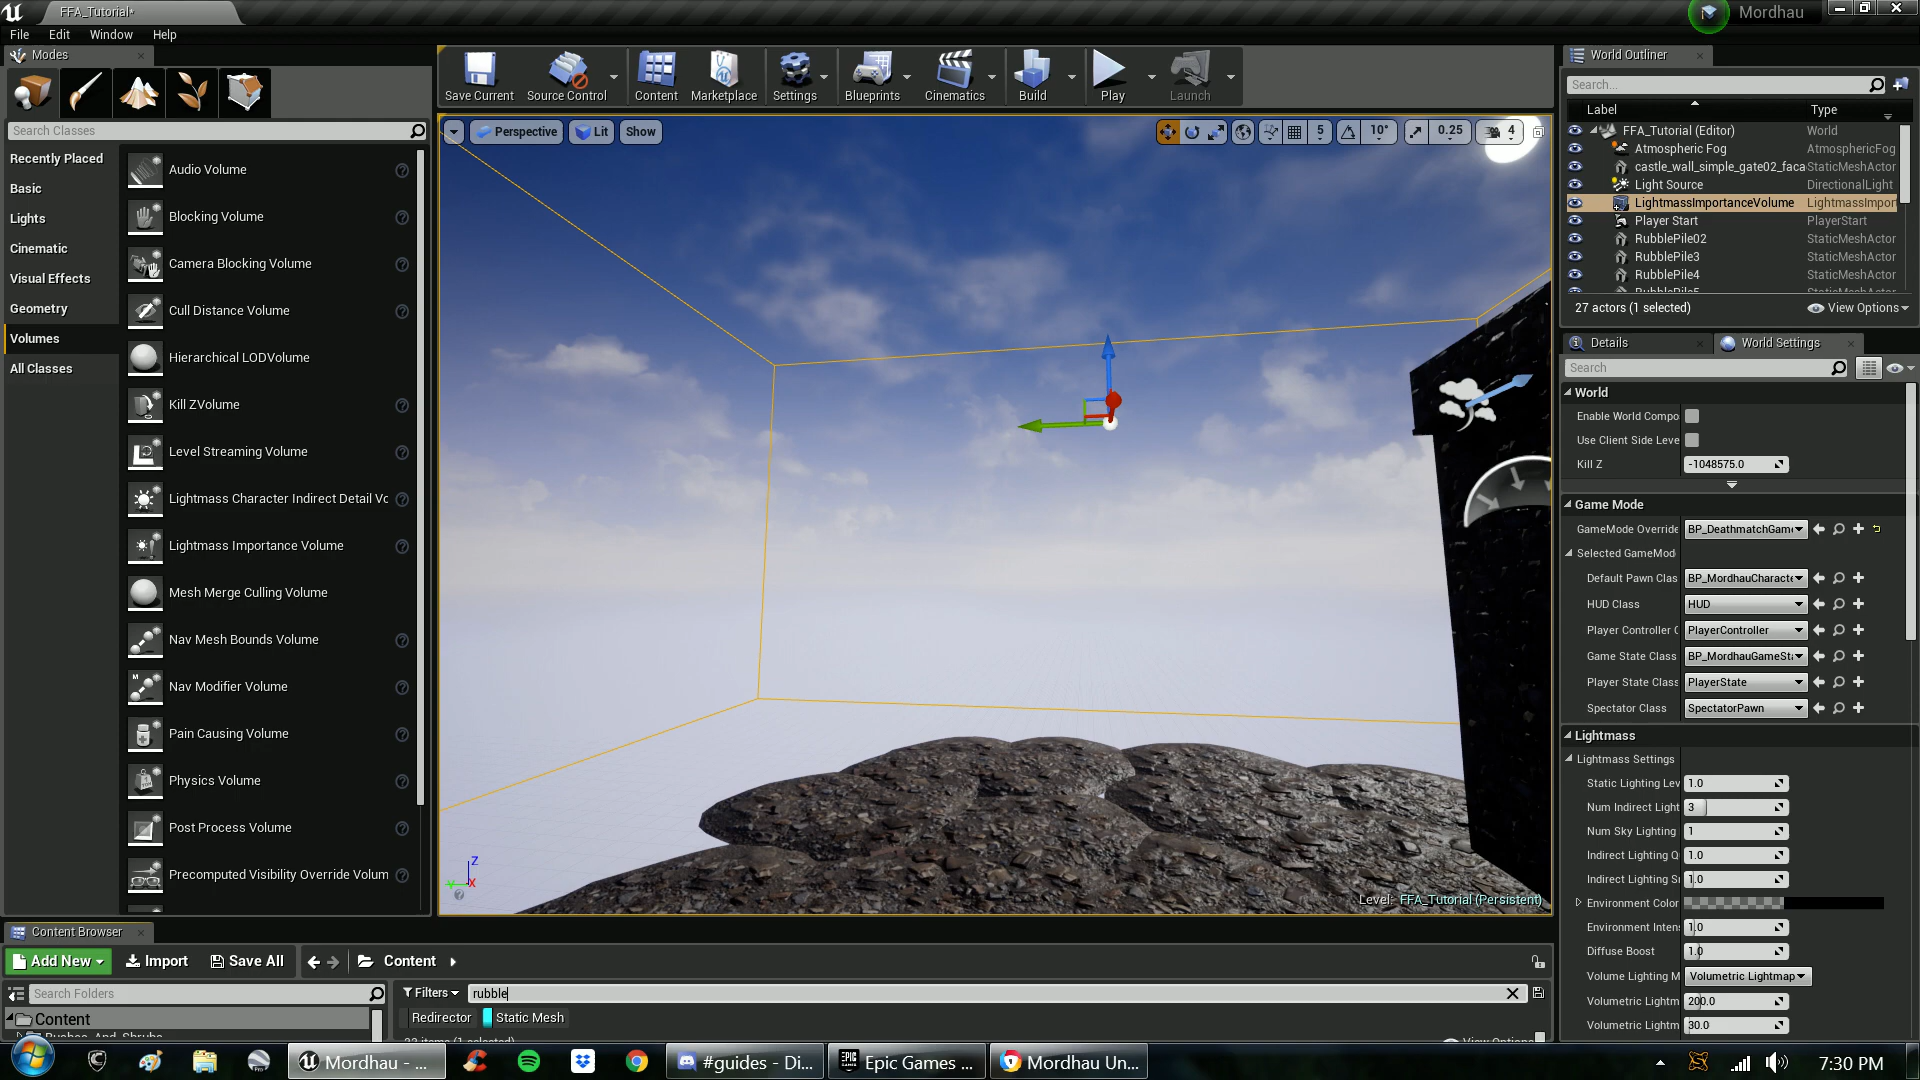 FFA_Tutorial*
Mordhau
File Edit Window Help
Modes
Search Classes
Recently Placed
Basic
Lights
Cinematic
Visual Effects
Geometry
Volumes
All Classes
Audio Volume
Blocking Volume
Camera Blocking Volume
Cull Distance Volume
Hierarchical LODVolume
Kill ZVolume
Level Streaming Volume
Lightmass Character Indirect Detail Vo
Lightmass Importance Volume
Mesh Merge Culling Volume
Nav Mesh Bounds Volume
Nav Modifier Volume
Pain Causing Volume
Physics Volume
Post Process Volume
Precomputed Visibility Override Volum
Save Current Source Control Content Marketplace Settings Blueprints Cinematics Build Play Launch
Perspective Lit Show
5 10° 0.25 4
Z
Y X
Level: FFA_Tutorial (Persistent)
World Outliner
Search...
Label Type
FFA_Tutorial (Editor) World
Atmospheric Fog AtmosphericFog
castle_wall_simple_gate02_faca StaticMeshActor
Light Source DirectionalLight
LightmassImportanceVolume LightmassImpor
Player Start PlayerStart
RubblePile02 StaticMeshActor
RubblePile3 StaticMeshActor
RubblePile4 StaticMeshActor
RubblePile5 StaticMeshActor
27 actors (1 selected) View Options
Details World Settings
Search
World
Enable World Compo
Use Client Side Leve
Kill Z -1048575.0
Game Mode
GameMode Override BP_DeathmatchGame
Selected GameMod
Default Pawn Clas BP_MordhauCharacte
HUD Class HUD
Player Controller C PlayerController
Game State Class BP_MordhauGameSta
Player State Class PlayerState
Spectator Class SpectatorPawn
Lightmass
Lightmass Settings
Static Lighting Lev 1.0
Num Indirect Light 3
Num Sky Lighting 1
Indirect Lighting Q 1.0
Indirect Lighting S 1.0
Environment Color
Environment Intens 1.0
Diffuse Boost 1.0
Volume Lighting M Volumetric Lightmap
Volumetric Lightm 200.0
Volumetric Lightm 30.0
Content Browser
Add New Import Save All Content
Search Folders
Content
Bushes_And_Shrubs
Filters rubble
Redirector Static Mesh
View Options
Mordhau - ...
#guides - Di...
EPIC GAMES Epic Games ...
Mordhau Un...
7:30 PM